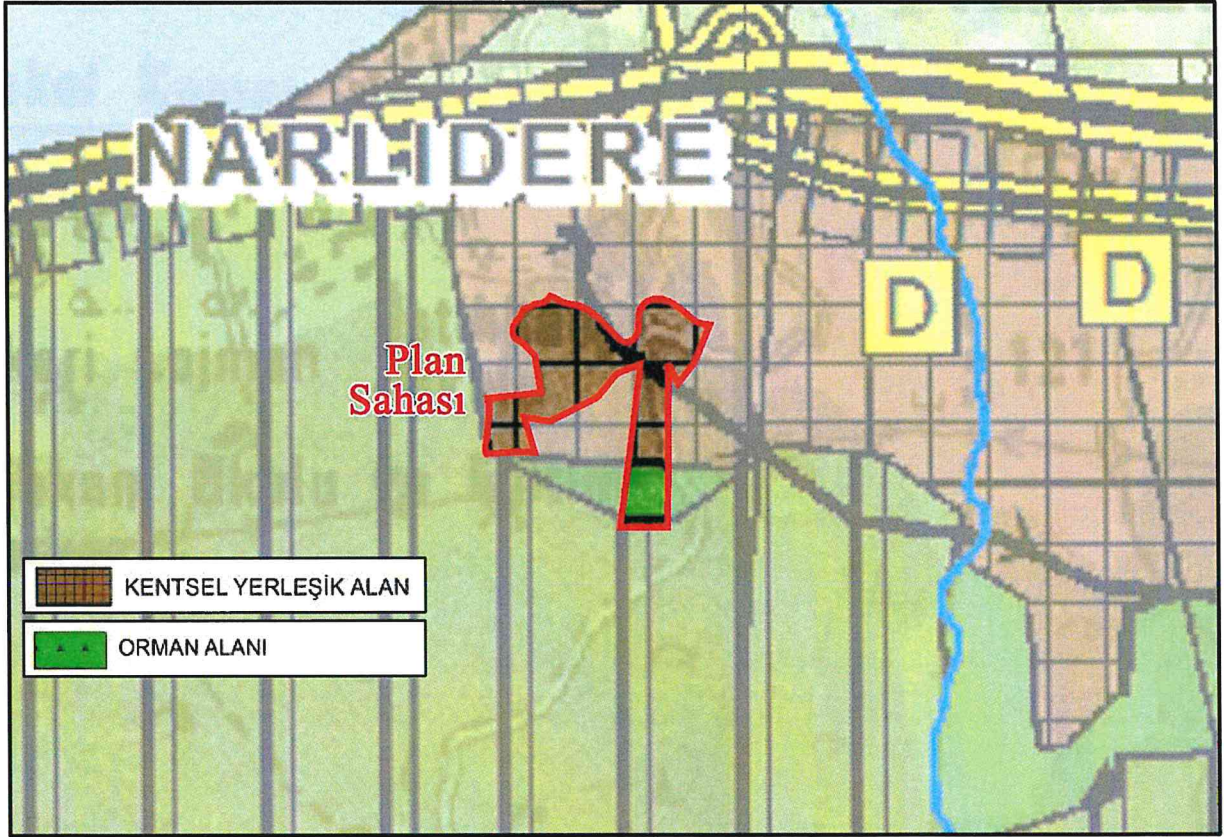 NARLIDERE
D
D
Plan
Sahası
KENTSEL YERLEŞİK ALAN
ORMAN ALANI